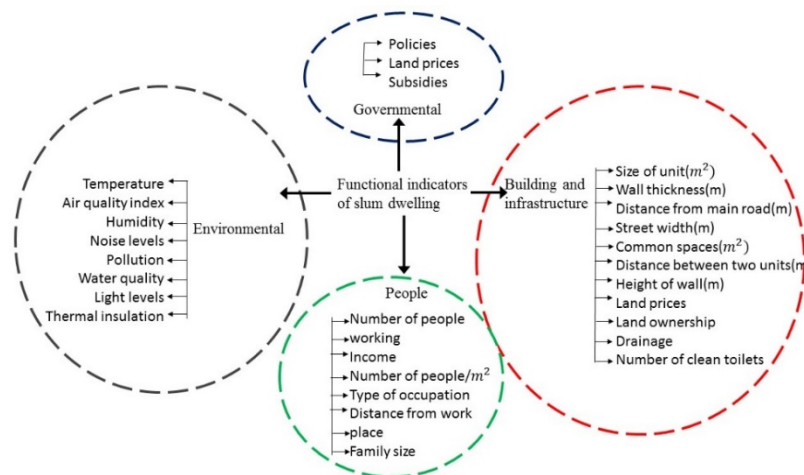 Policies
Land prices
Subsidies
Governmental
Temperature
Air quality index
Humidity
Noise levels
Pollution
Water quality
Light levels
Thermal insulation
Environmental
Functional indicators
of slum dwelling
Building and
infrastructure
Size of unit(m²)
Wall thickness(m)
Distance from main road(m)
Street width(m)
Common spaces(m²)
Distance between two units(m
Height of wall(m)
Land prices
Land ownership
Drainage
Number of clean toilets
People
Number of people
working
Income
Number of people/m²
Type of occupation
Distance from work
place
Family size